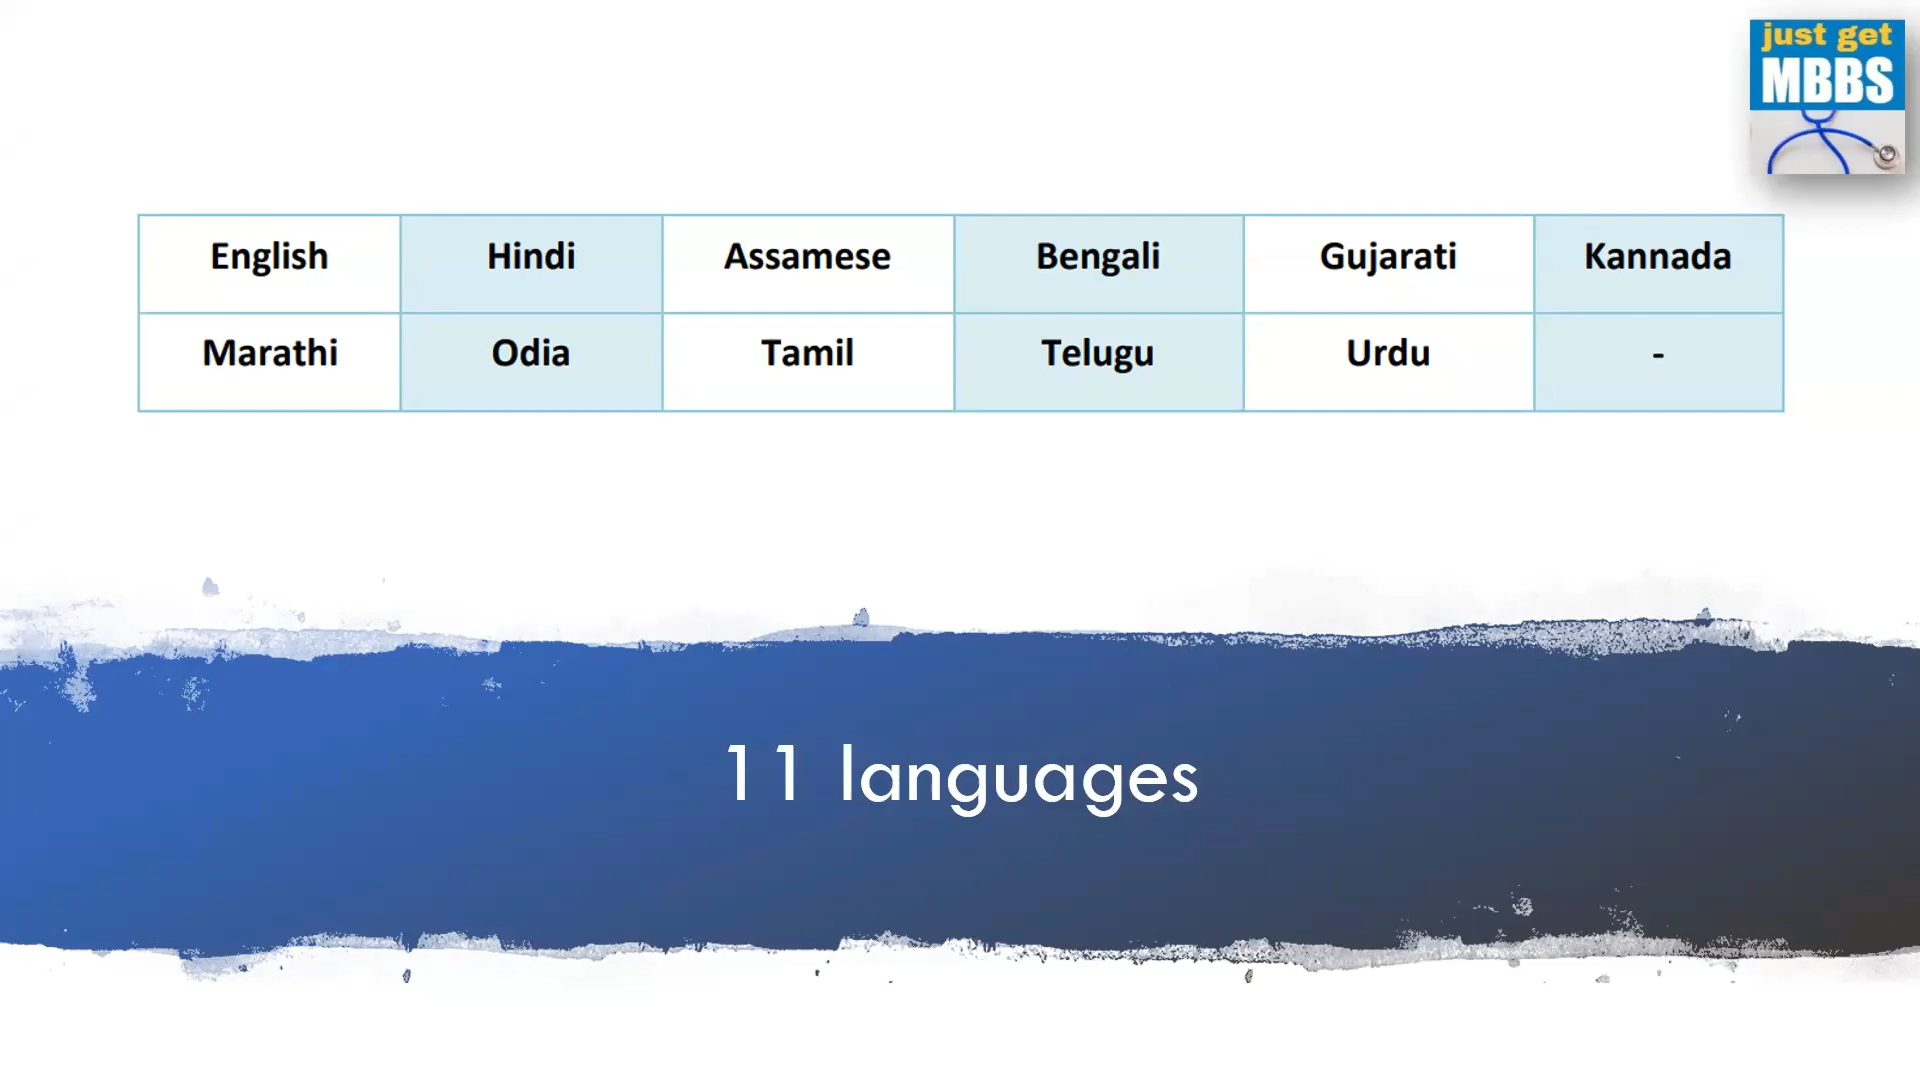 just get
MBBS
English Hindi Assamese Bengali Gujarati Kannada
Marathi Odia Tamil Telugu Urdu -
11 languages